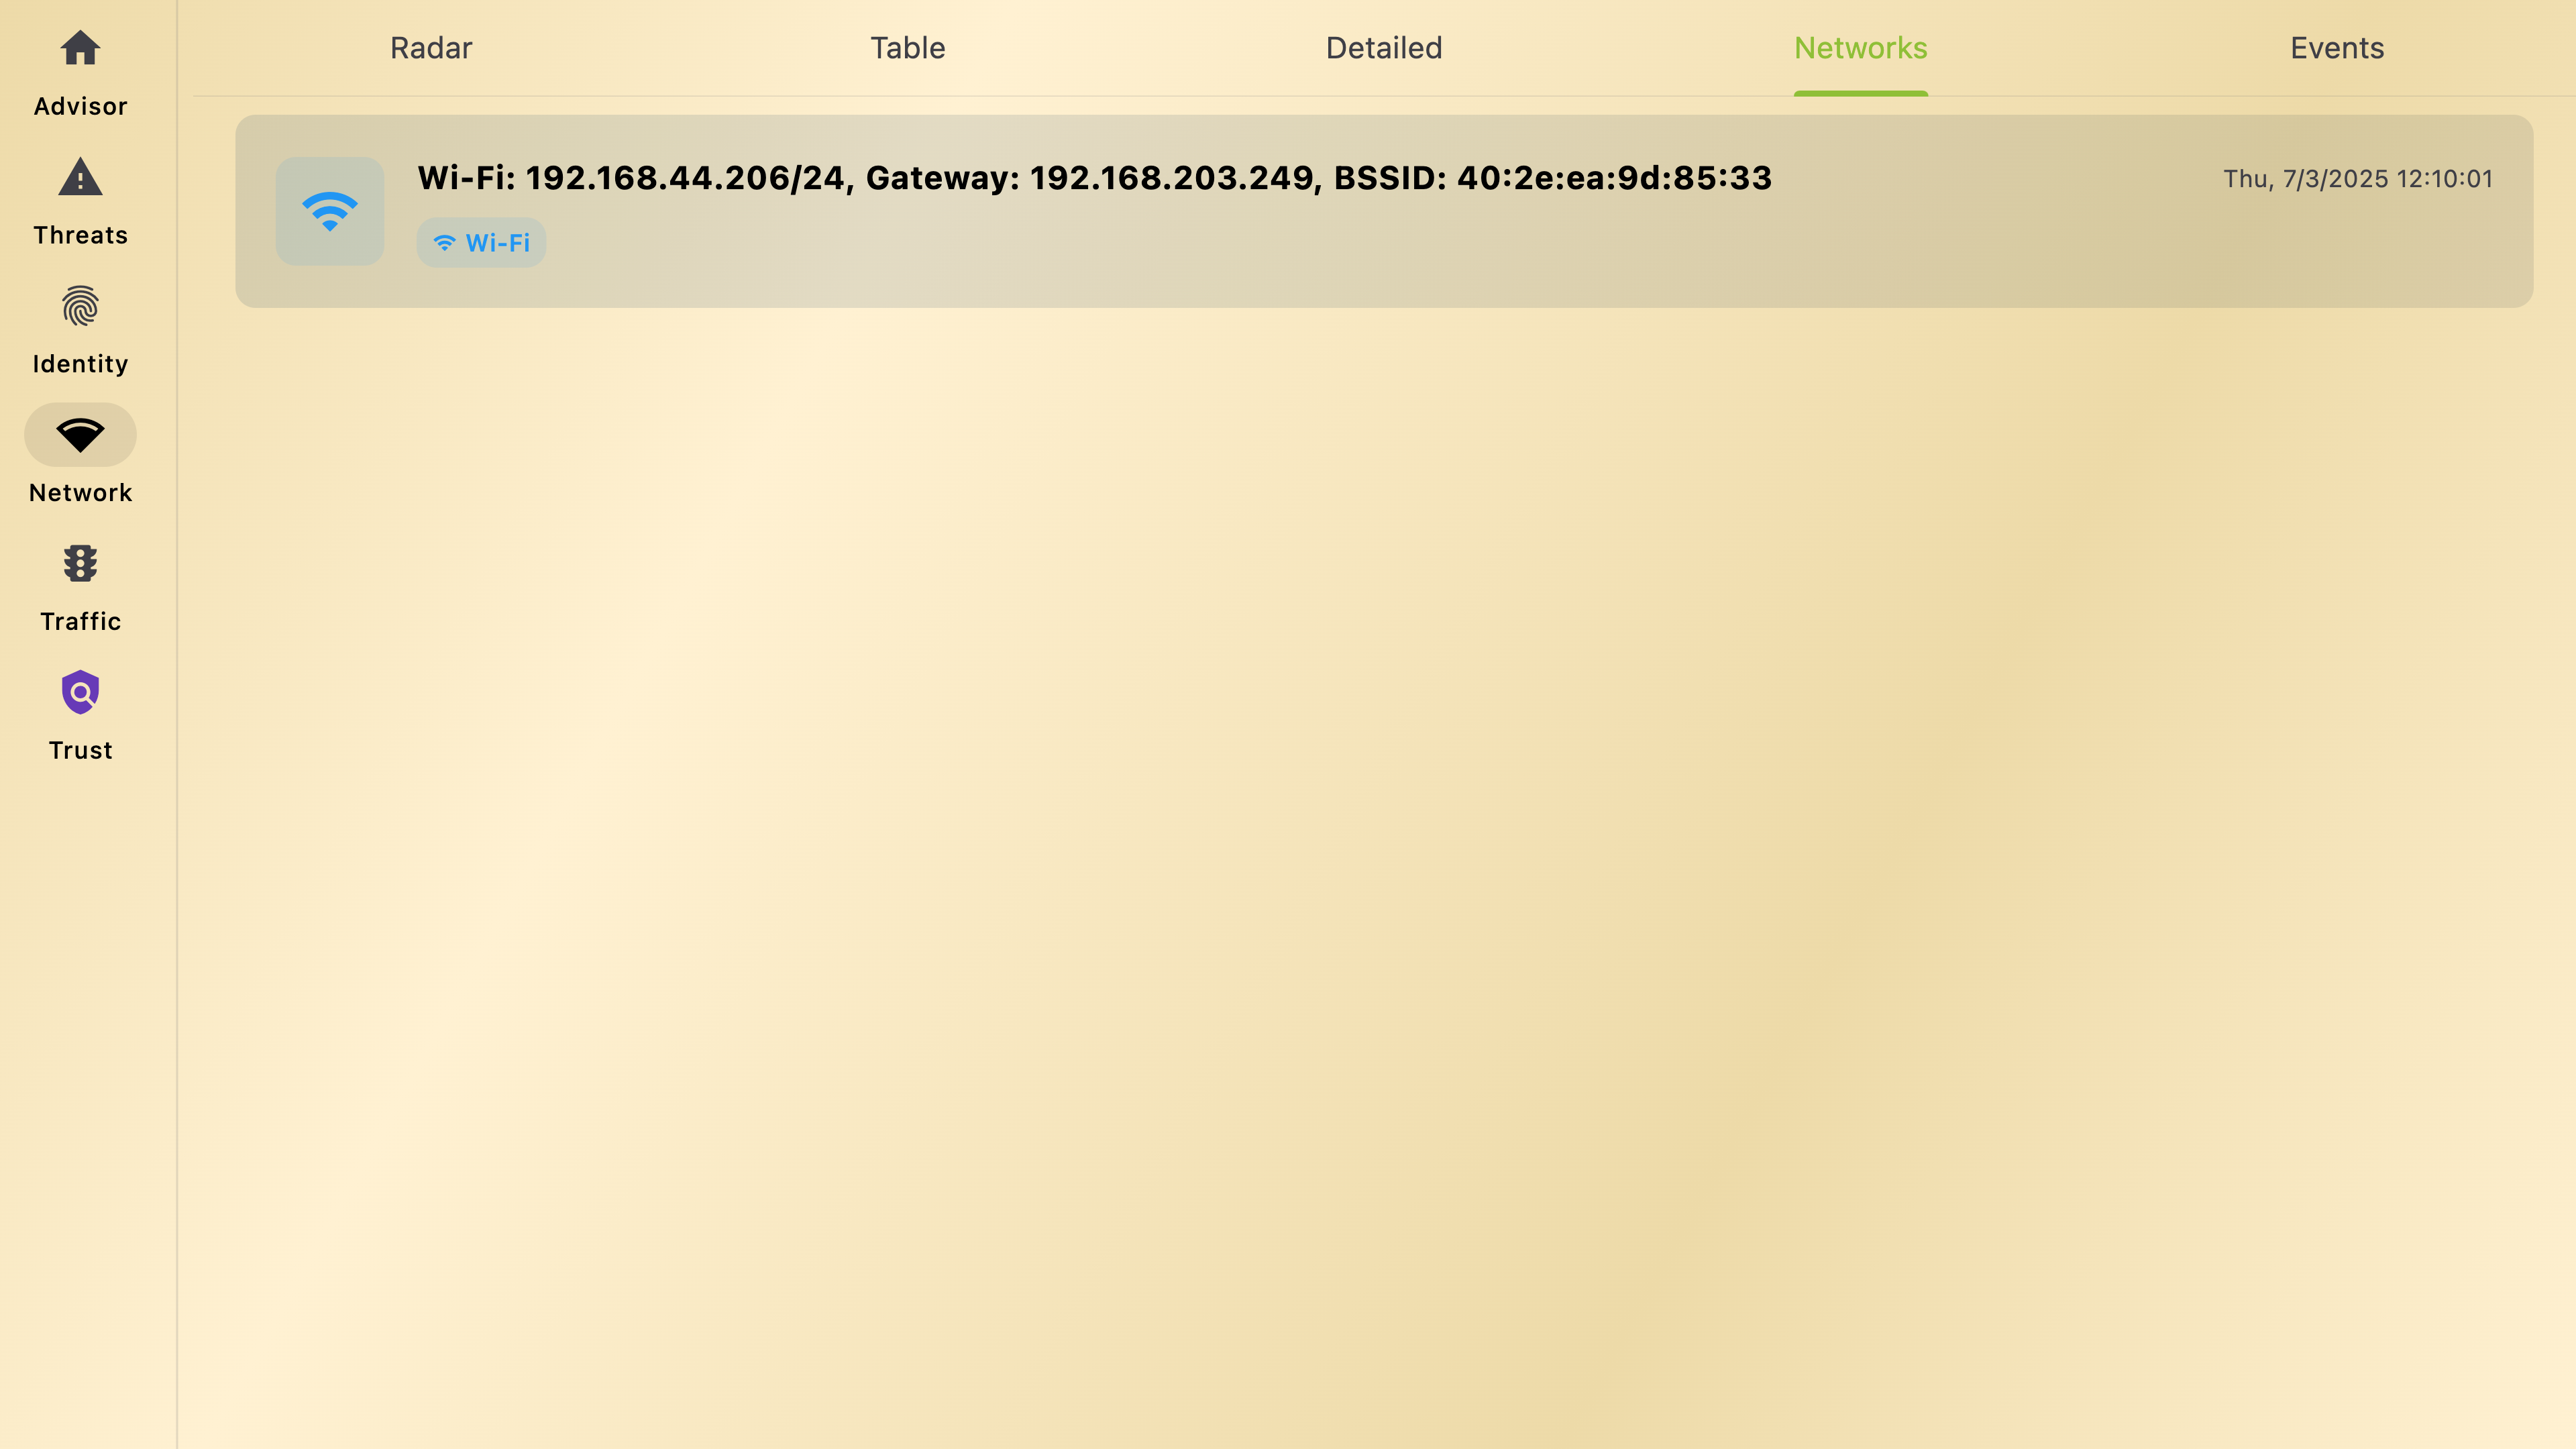 Radar
Table
Detailed
Networks
Events
Advisor
Threats
Identity
Network
Traffic
Trust
Wi-Fi: 192.168.44.206/24, Gateway: 192.168.203.249, BSSID: 40:2e:ea:9d:85:33
Thu, 7/3/2025 12:10:01
Wi-Fi